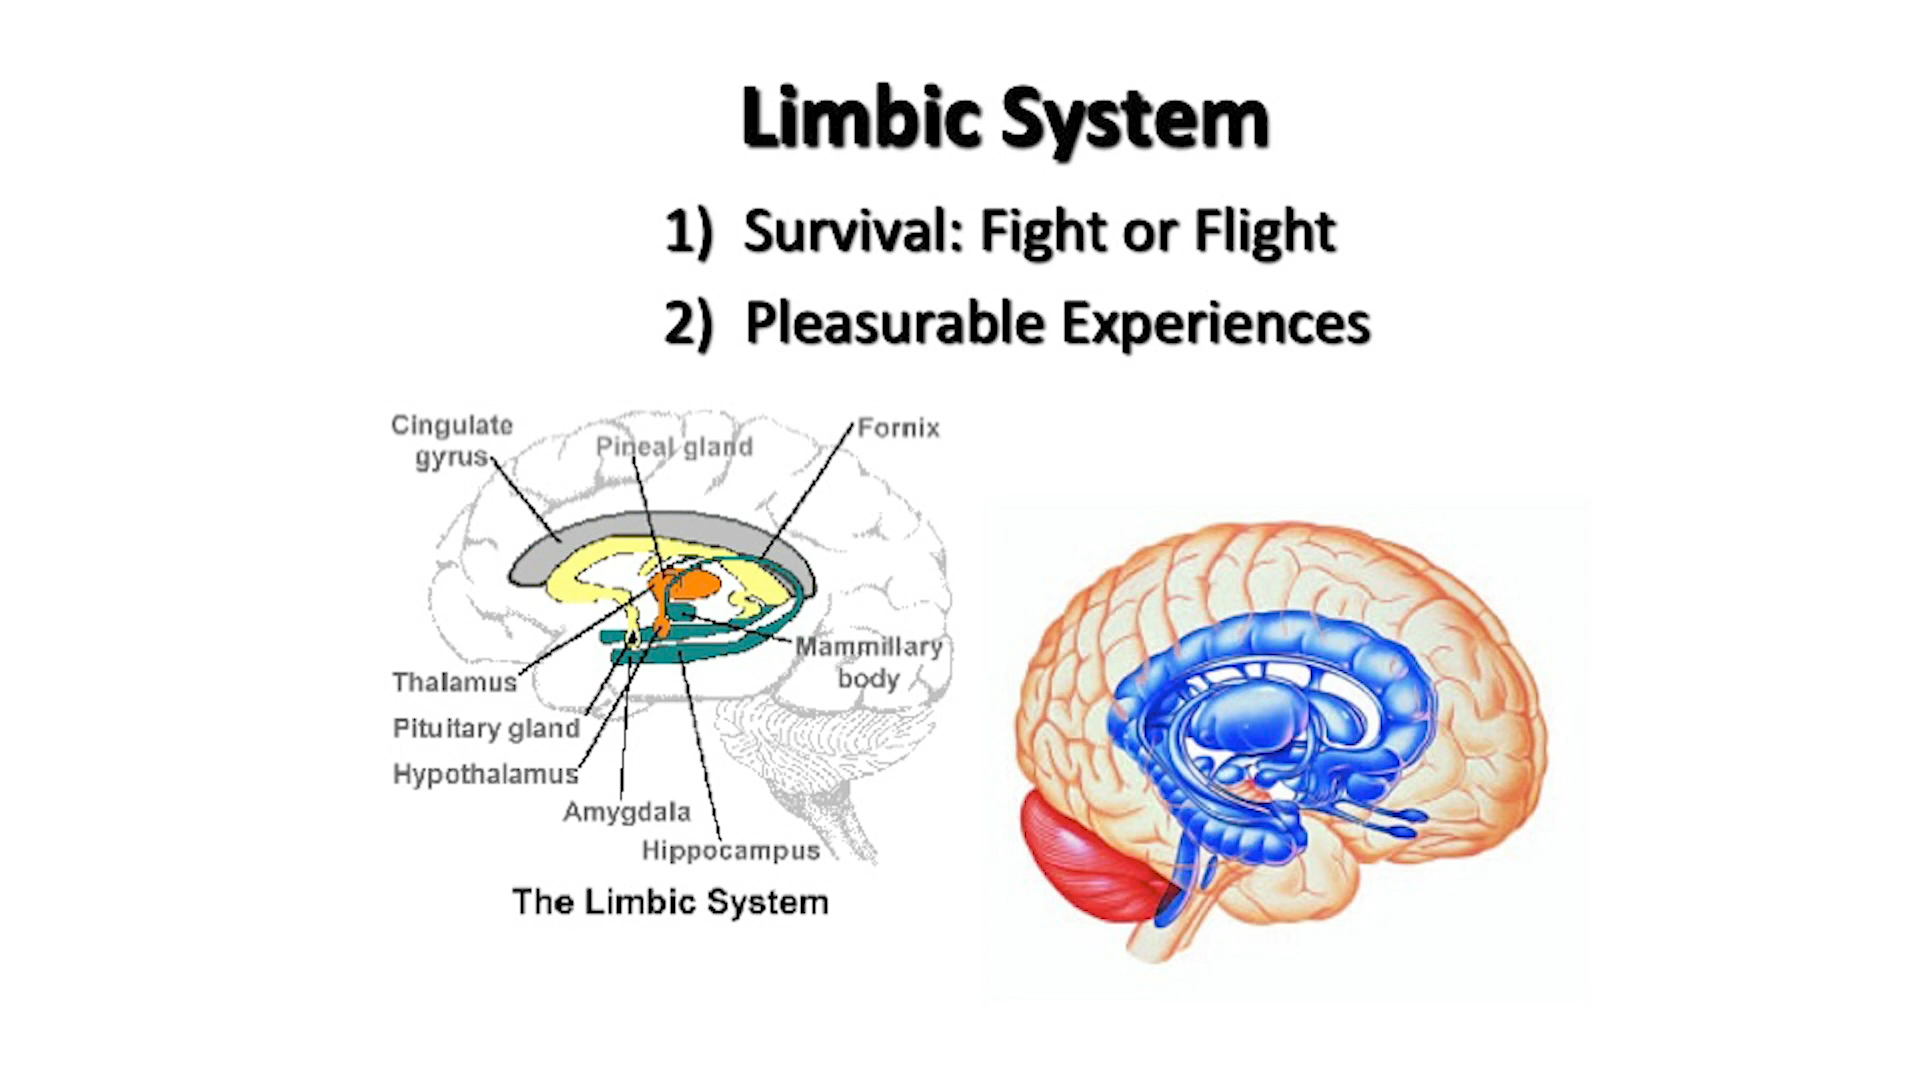 Limbic System
1) Survival: Fight or Flight
2) Pleasurable Experiences
Cingulate
gyrus
Pineal gland
Fornix
Mammillary
body
Thalamus
Pituitary gland
Hypothalamus
Amygdala
Hippocampus
The Limbic System